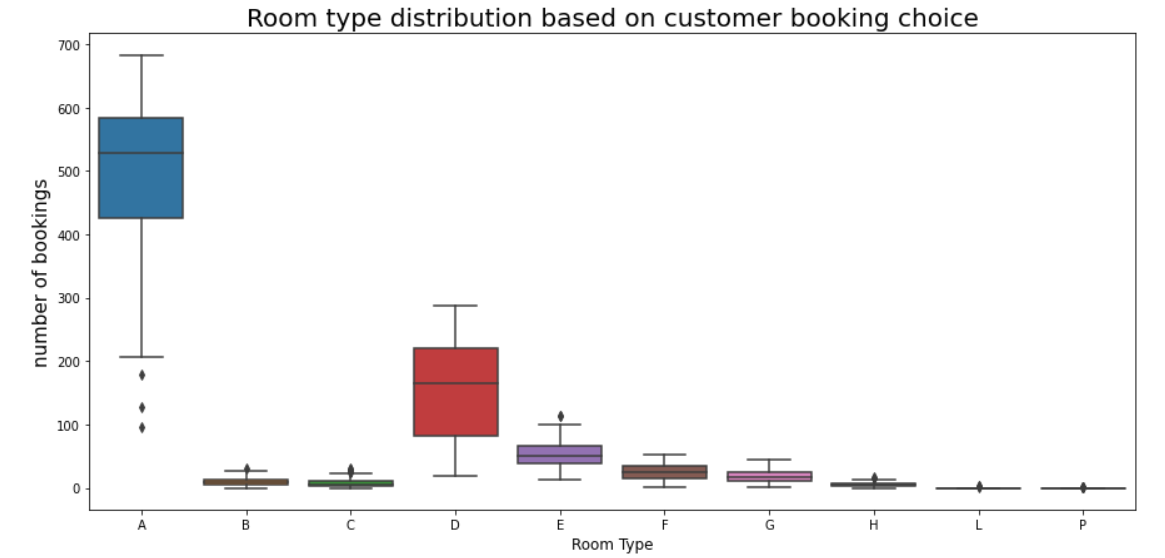 Room type distribution based on customer booking choice
700
600
500
400
300
200
100
0
number of bookings
A B C D E F G H L P
Room Type